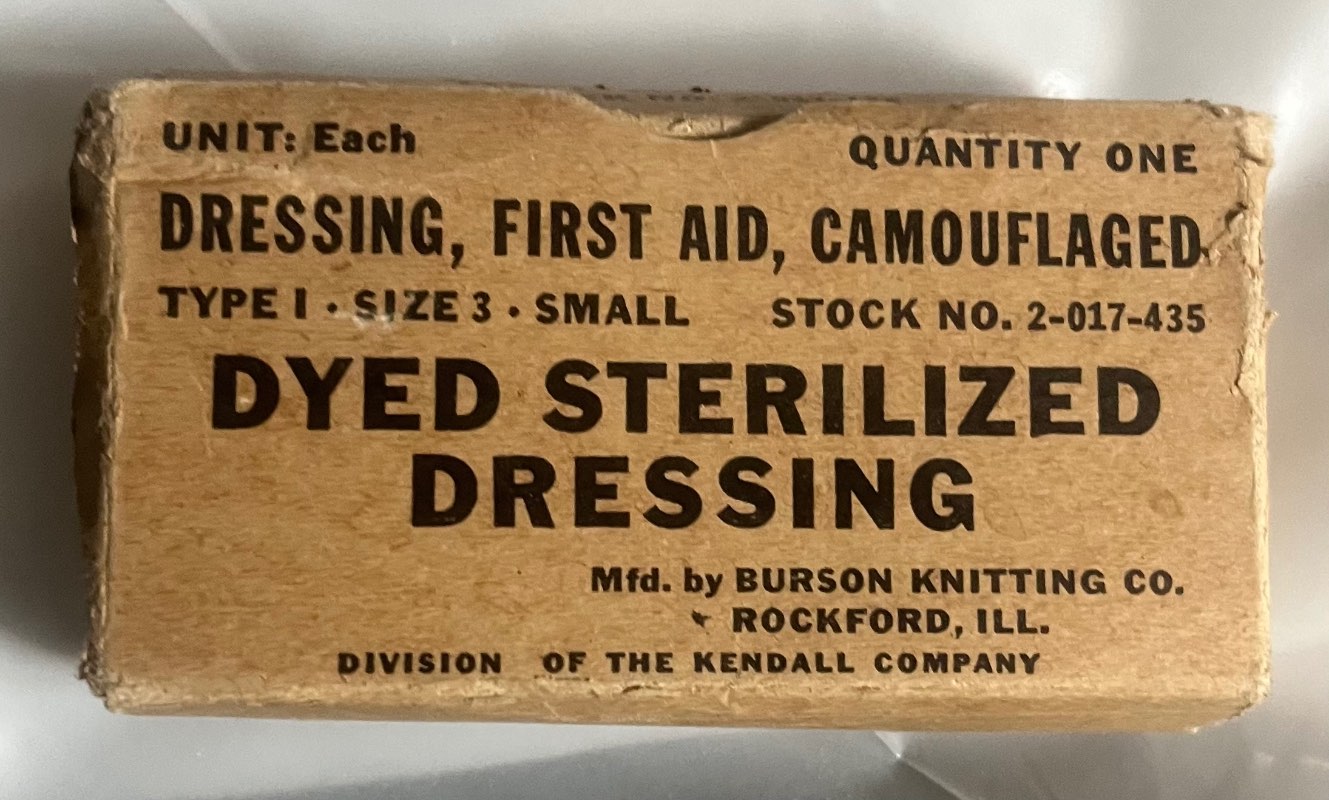 UNIT: Each QUANTITY ONE
DRESSING, FIRST AID, CAMOUFLAGED
TYPE I · SIZE 3 · SMALL STOCK NO. 2-017-435
DYED STERILIZED
DRESSING
Mfd. by BURSON KNITTING CO.
ROCKFORD, ILL.
DIVISION OF THE KENDALL COMPANY